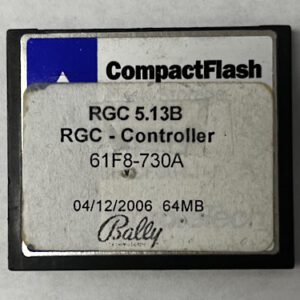 CompactFlash
RGC 5.13B
RGC - Controller
61F8-730A
04/12/2006 64MB
Bally